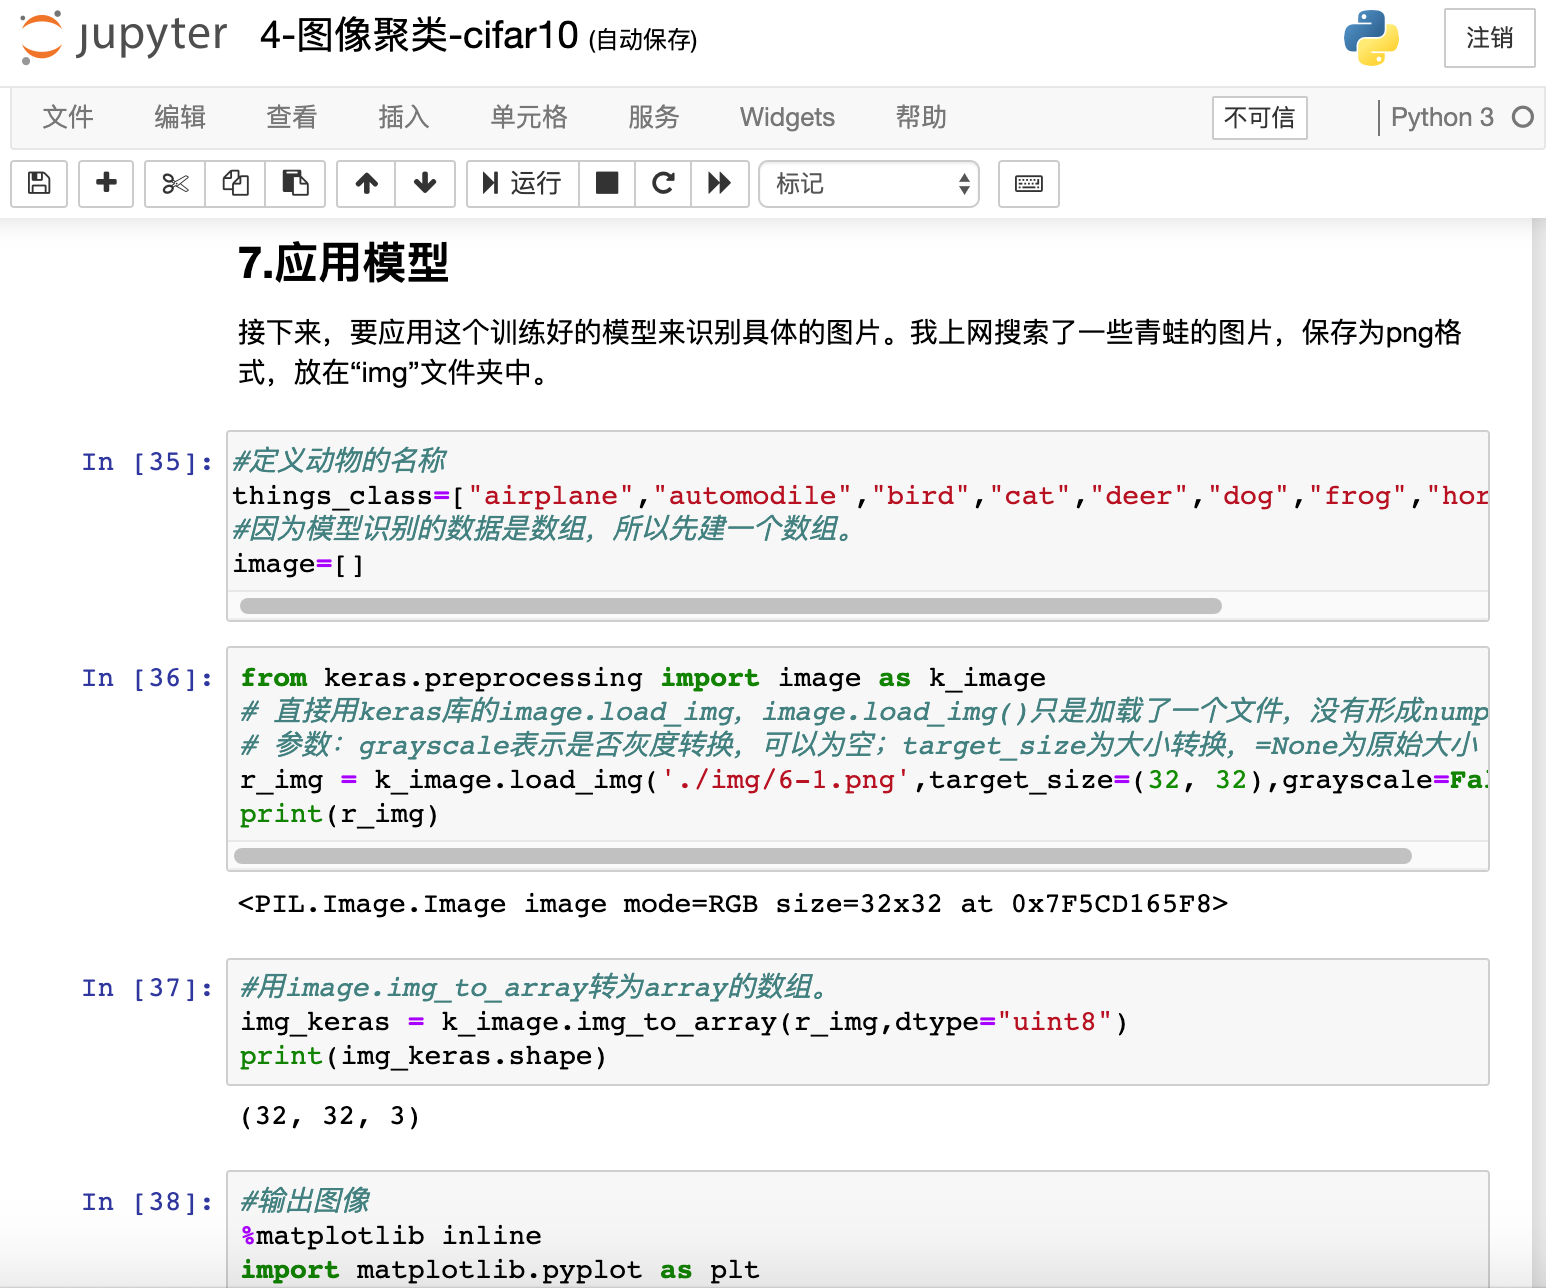 jupyter 4-图像聚类-cifar10 (自动保存) 注销
文件 编辑 查看 插入 单元格 服务 Widgets 帮助 不可信 Python 3
运行 标记
7.应用模型
接下来，要应用这个训练好的模型来识别具体的图片。我上网搜索了一些青蛙的图片，保存为png格
式，放在“img”文件夹中。
In [35]:
#定义动物的名称
things_class=["airplane","automodile","bird","cat","deer","dog","frog","hor
#因为模型识别的数据是数组，所以先建一个数组。
image=[]
In [36]:
from keras.preprocessing import image as k_image
# 直接用keras库的image.load_img，image.load_img()只是加载了一个文件，没有形成nump
# 参数：grayscale表示是否灰度转换，可以为空；target_size为大小转换，=None为原始大小
r_img = k_image.load_img('./img/6-1.png',target_size=(32, 32),grayscale=Fal
print(r_img)
<PIL.Image.Image image mode=RGB size=32x32 at 0x7F5CD165F8>
In [37]:
#用image.img_to_array转为array的数组。
img_keras = k_image.img_to_array(r_img,dtype="uint8")
print(img_keras.shape)
(32, 32, 3)
In [38]:
#输出图像
%matplotlib inline
import matplotlib.pyplot as plt